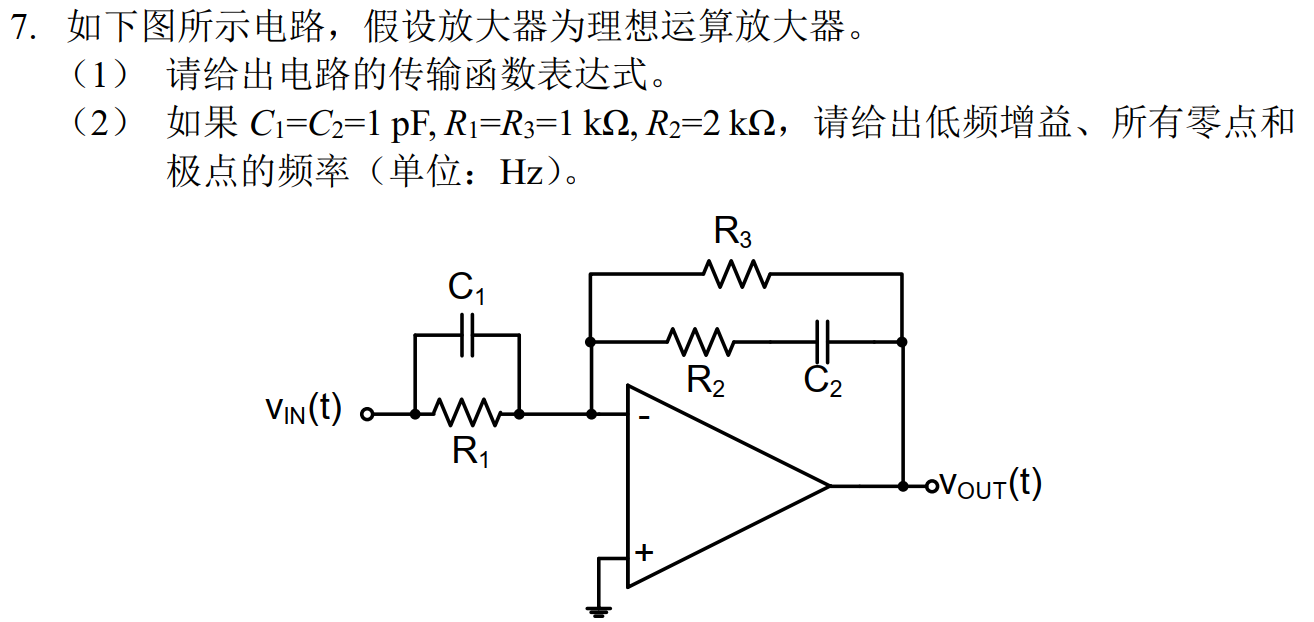 7. 如下图所示电路，假设放大器为理想运算放大器。
（1） 请给出电路的传输函数表达式。
（2） 如果 C1=C2=1 pF, R1=R3=1 kΩ, R2=2 kΩ，请给出低频增益、所有零点和
极点的频率（单位：Hz）。
R3
C1
R2
C2
vIN(t)
R1
-
+
vOUT(t)